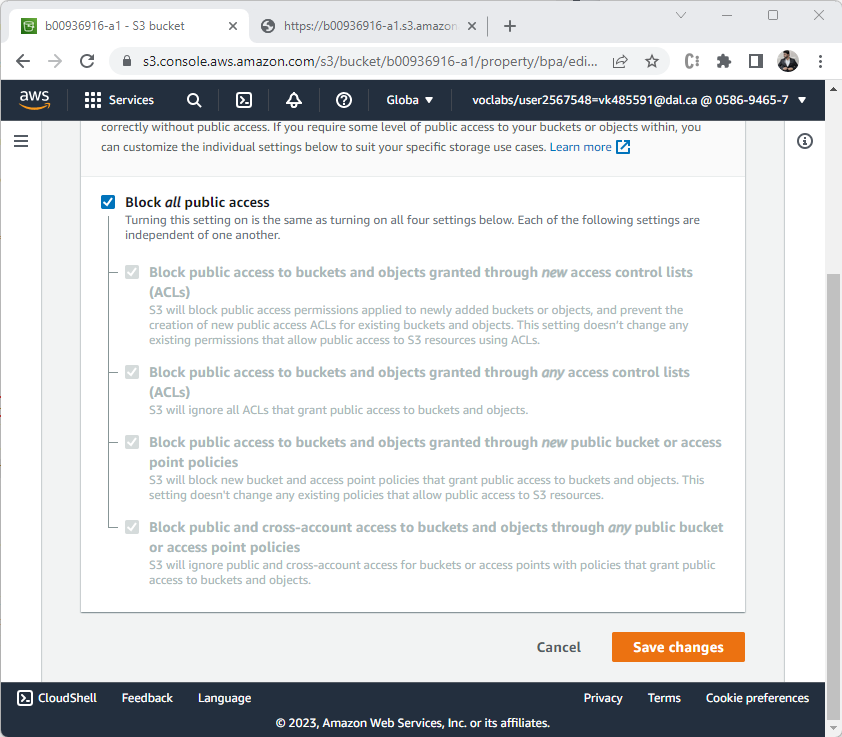 b00936916-a1 - S3 bucket
https://b00936916-a1.s3.amazon
s3.console.aws.amazon.com/s3/bucket/b00936916-a1/property/bpa/edi...
aws
Services
Globa
voclabs/user2567548=vk485591@dal.ca @ 0586-9465-7
correctly without public access. If you require some level of public access to your buckets or objects within, you
can customize the individual settings below to suit your specific storage use cases. Learn more
Block all public access
Turning this setting on is the same as turning on all four settings below. Each of the following settings are
independent of one another.
Block public access to buckets and objects granted through new access control lists
(ACLs)
S3 will block public access permissions applied to newly added buckets or objects, and prevent the
creation of new public access ACLs for existing buckets and objects. This setting doesn't change any
existing permissions that allow public access to S3 resources using ACLs.
Block public access to buckets and objects granted through any access control lists
(ACLs)
S3 will ignore all ACLs that grant public access to buckets and objects.
Block public access to buckets and objects granted through new public bucket or access
point policies
S3 will block new bucket and access point policies that grant public access to buckets and objects. This
setting doesn't change any existing policies that allow public access to S3 resources.
Block public and cross-account access to buckets and objects through any public bucket
or access point policies
S3 will ignore public and cross-account access for buckets or access points with policies that grant public
access to buckets and objects.
Cancel
Save changes
CloudShell
Feedback
Language
Privacy
Terms
Cookie preferences
© 2023, Amazon Web Services, Inc. or its affiliates.